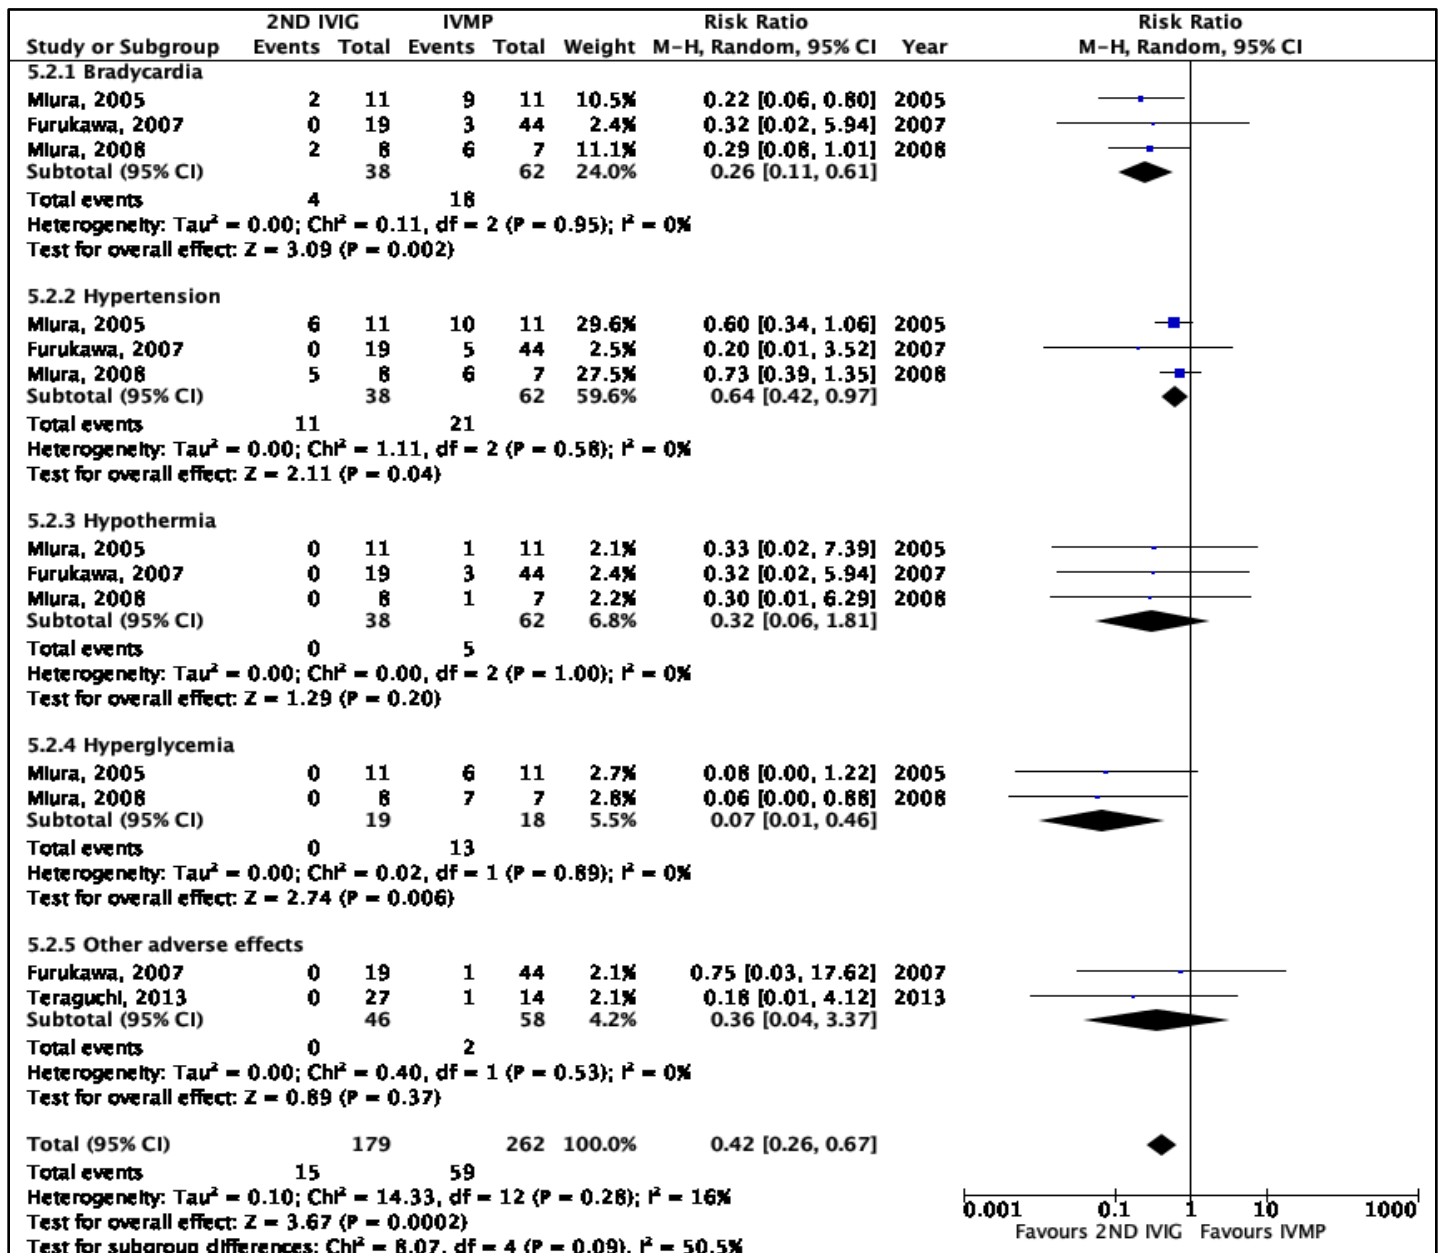 2ND IVIG IVMP Risk Ratio Risk Ratio
Study or Subgroup Events Total Events Total Weight M-H, Random, 95% CI Year M-H, Random, 95% CI
5.2.1 Bradycardia
Miura, 2005 2 11 9 11 10.5% 0.22 [0.06, 0.80] 2005
Furukawa, 2007 0 19 3 44 2.4% 0.32 [0.02, 5.94] 2007
Miura, 2008 2 8 6 7 11.1% 0.29 [0.08, 1.01] 2008
Subtotal (95% CI) 38 62 24.0% 0.26 [0.11, 0.61]
Total events 4 18
Heterogeneity: Tau² = 0.00; Chi² = 0.11, df = 2 (P = 0.95); I² = 0%
Test for overall effect: Z = 3.09 (P = 0.002)
5.2.2 Hypertension
Miura, 2005 6 11 10 11 29.6% 0.60 [0.34, 1.06] 2005
Furukawa, 2007 0 19 5 44 2.5% 0.20 [0.01, 3.52] 2007
Miura, 2008 5 8 6 7 27.5% 0.73 [0.39, 1.35] 2008
Subtotal (95% CI) 38 62 59.6% 0.64 [0.42, 0.97]
Total events 11 21
Heterogeneity: Tau² = 0.00; Chi² = 1.11, df = 2 (P = 0.58); I² = 0%
Test for overall effect: Z = 2.11 (P = 0.04)
5.2.3 Hypothermia
Miura, 2005 0 11 1 11 2.1% 0.33 [0.02, 7.39] 2005
Furukawa, 2007 0 19 3 44 2.4% 0.32 [0.02, 5.94] 2007
Miura, 2008 0 8 1 7 2.2% 0.30 [0.01, 6.29] 2008
Subtotal (95% CI) 38 62 6.8% 0.32 [0.06, 1.81]
Total events 0 5
Heterogeneity: Tau² = 0.00; Chi² = 0.00, df = 2 (P = 1.00); I² = 0%
Test for overall effect: Z = 1.29 (P = 0.20)
5.2.4 Hyperglycemia
Miura, 2005 0 11 6 11 2.7% 0.08 [0.00, 1.22] 2005
Miura, 2008 0 8 7 7 2.8% 0.06 [0.00, 0.88] 2008
Subtotal (95% CI) 19 18 5.5% 0.07 [0.01, 0.46]
Total events 0 13
Heterogeneity: Tau² = 0.00; Chi² = 0.02, df = 1 (P = 0.89); I² = 0%
Test for overall effect: Z = 2.74 (P = 0.006)
5.2.5 Other adverse effects
Furukawa, 2007 0 19 1 44 2.1% 0.75 [0.03, 17.62] 2007
Teraguchi, 2013 0 27 1 14 2.1% 0.18 [0.01, 4.12] 2013
Subtotal (95% CI) 46 58 4.2% 0.36 [0.04, 3.37]
Total events 0 2
Heterogeneity: Tau² = 0.00; Chi² = 0.40, df = 1 (P = 0.53); I² = 0%
Test for overall effect: Z = 0.89 (P = 0.37)
Total (95% CI) 179 262 100.0% 0.42 [0.26, 0.67]
Total events 15 59
Heterogeneity: Tau² = 0.10; Chi² = 14.33, df = 12 (P = 0.28); I² = 16%
Test for overall effect: Z = 3.67 (P = 0.0002)
Test for subgroup differences: Chi² = 8.07, df = 4 (P = 0.09), I² = 50.5%
0.001 0.1 1 10 1000
Favours 2ND IVIG Favours IVMP